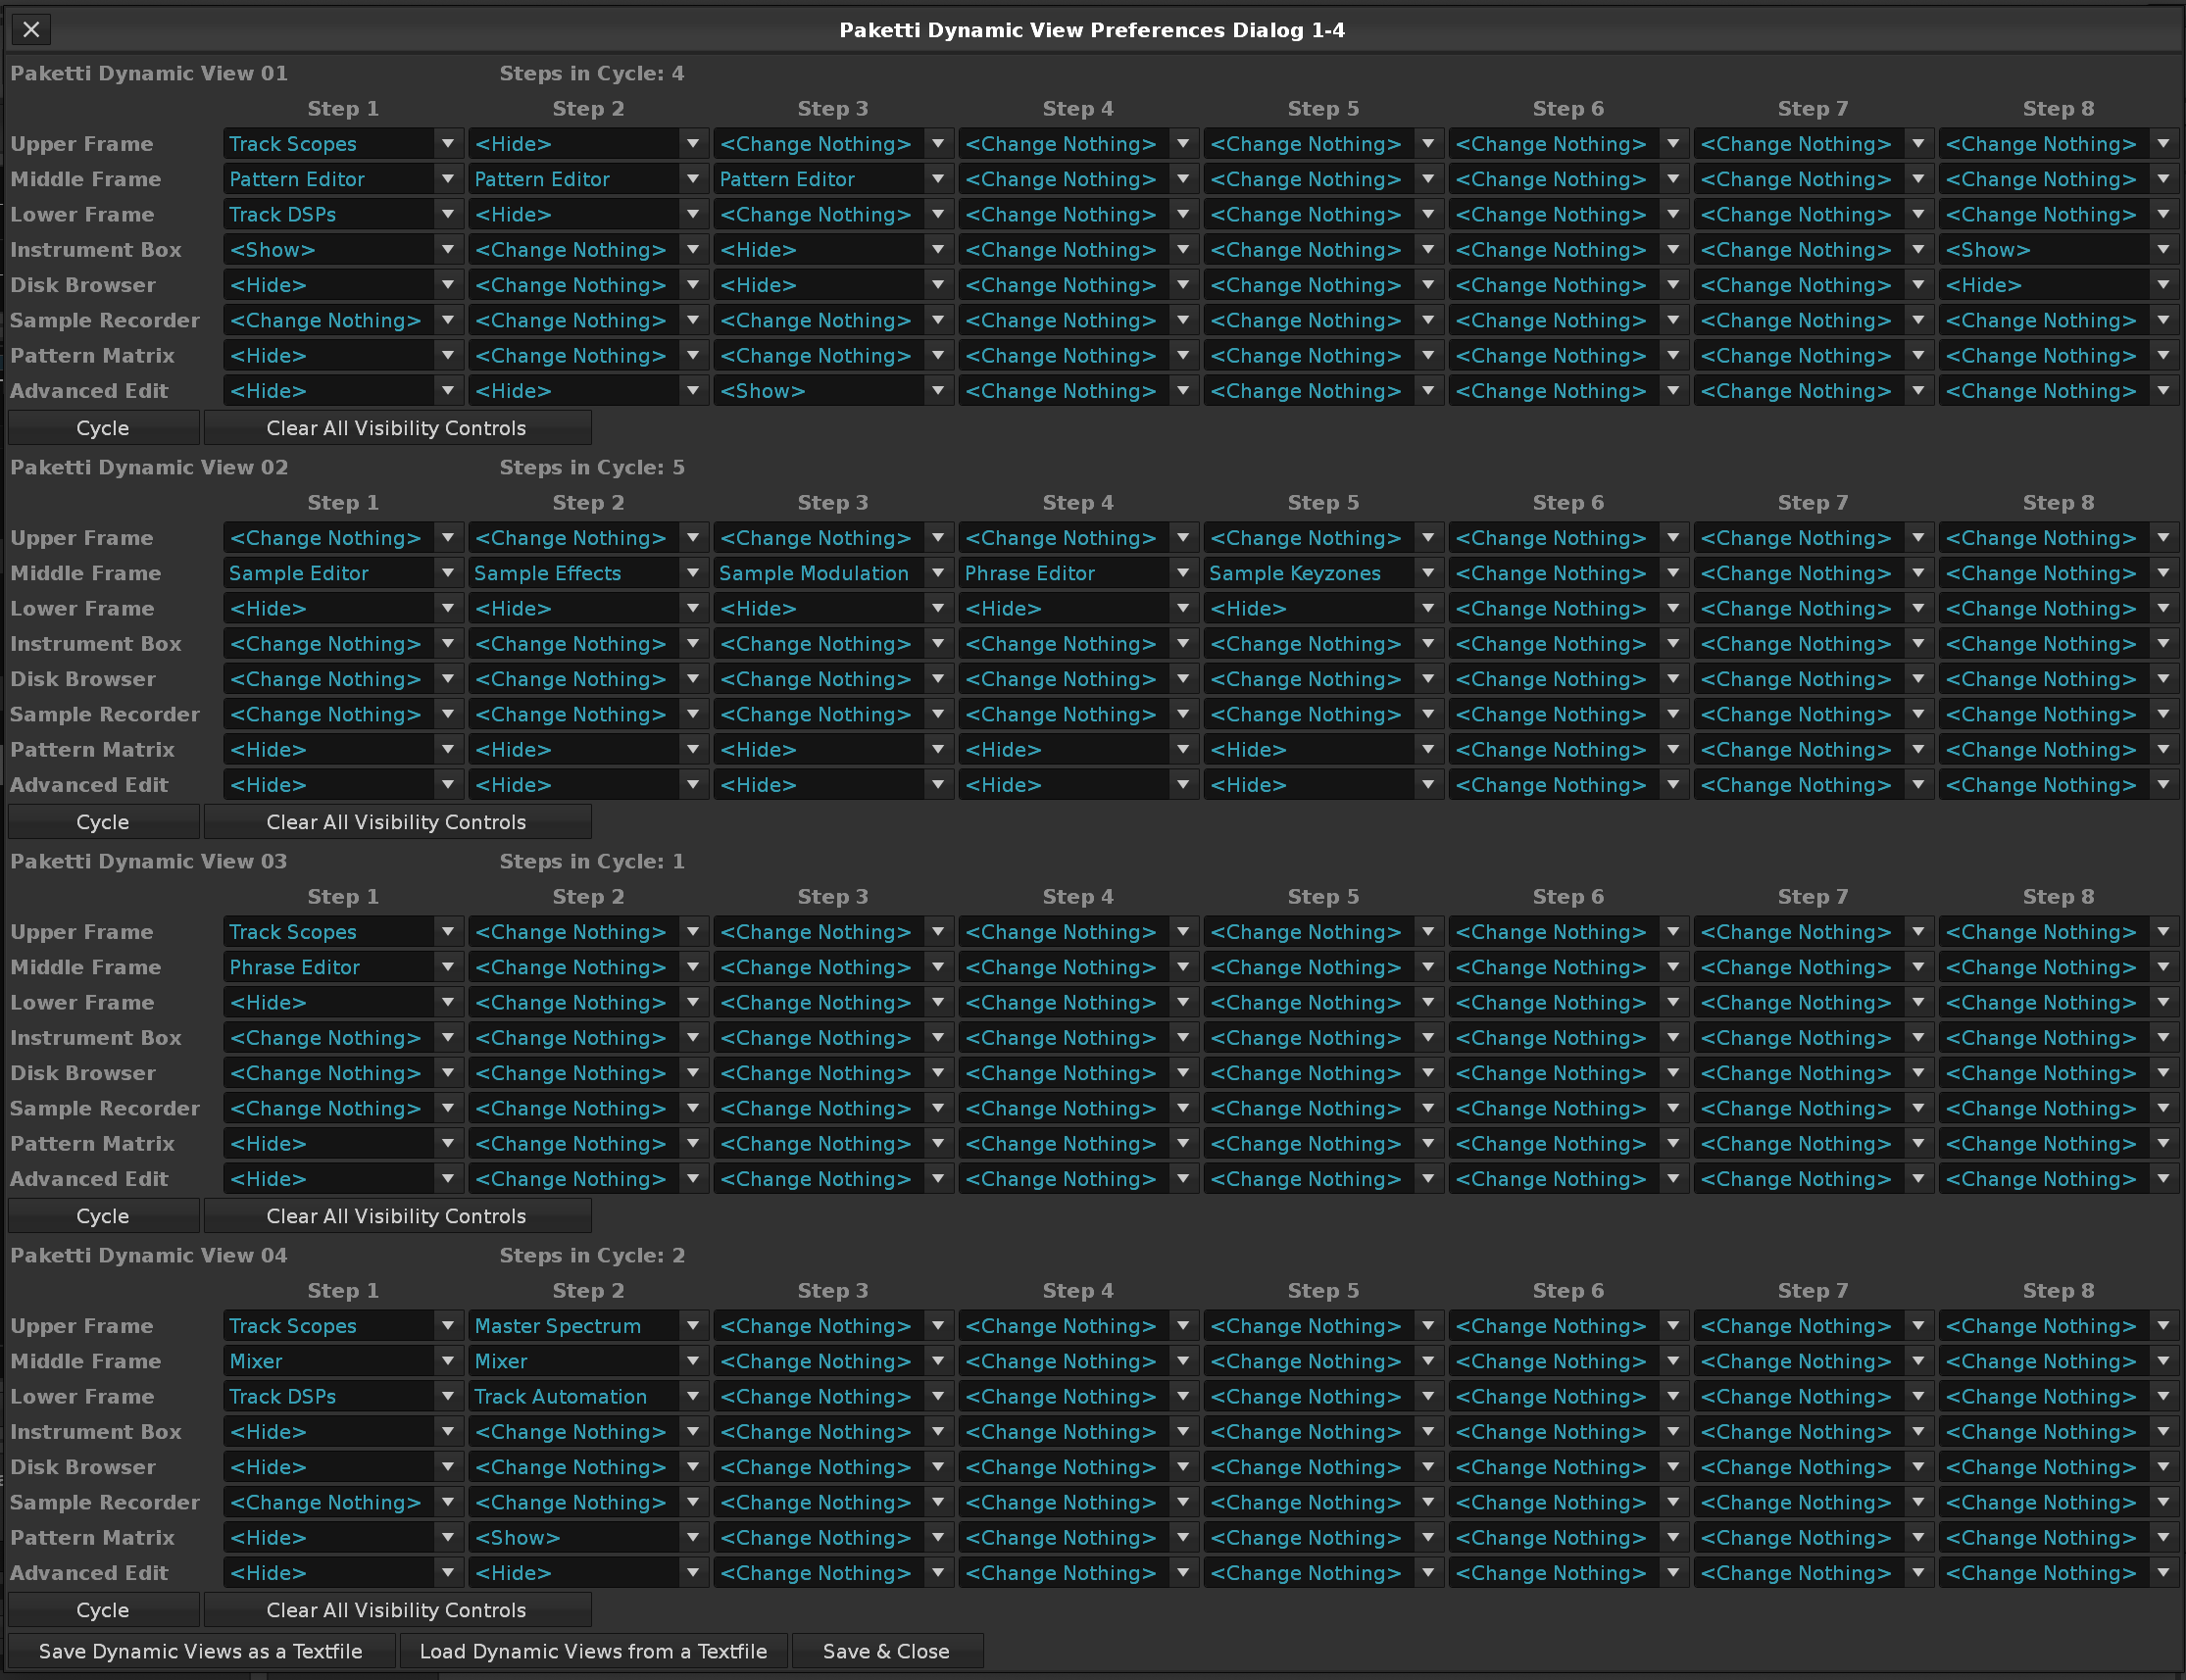 Paketti Dynamic View Preferences Dialog 1-4
Paketti Dynamic View 01 Steps in Cycle: 4
Step 1 Step 2 Step 3 Step 4 Step 5 Step 6 Step 7 Step 8
Upper Frame Track Scopes <Hide> <Change Nothing> <Change Nothing> <Change Nothing> <Change Nothing> <Change Nothing> <Change Nothing>
Middle Frame Pattern Editor Pattern Editor Pattern Editor <Change Nothing> <Change Nothing> <Change Nothing> <Change Nothing> <Change Nothing>
Lower Frame Track DSPs <Hide> <Change Nothing> <Change Nothing> <Change Nothing> <Change Nothing> <Change Nothing> <Change Nothing>
Instrument Box <Show> <Change Nothing> <Hide> <Change Nothing> <Change Nothing> <Change Nothing> <Change Nothing> <Show>
Disk Browser <Hide> <Change Nothing> <Hide> <Change Nothing> <Change Nothing> <Change Nothing> <Change Nothing> <Hide>
Sample Recorder <Change Nothing> <Change Nothing> <Change Nothing> <Change Nothing> <Change Nothing> <Change Nothing> <Change Nothing> <Change Nothing>
Pattern Matrix <Hide> <Change Nothing> <Change Nothing> <Change Nothing> <Change Nothing> <Change Nothing> <Change Nothing> <Change Nothing>
Advanced Edit <Hide> <Hide> <Show> <Change Nothing> <Change Nothing> <Change Nothing> <Change Nothing> <Change Nothing>
Cycle Clear All Visibility Controls
Paketti Dynamic View 02 Steps in Cycle: 5
Step 1 Step 2 Step 3 Step 4 Step 5 Step 6 Step 7 Step 8
Upper Frame <Change Nothing> <Change Nothing> <Change Nothing> <Change Nothing> <Change Nothing> <Change Nothing> <Change Nothing> <Change Nothing>
Middle Frame Sample Editor Sample Effects Sample Modulation Phrase Editor Sample Keyzones <Change Nothing> <Change Nothing> <Change Nothing>
Lower Frame <Hide> <Hide> <Hide> <Hide> <Hide> <Change Nothing> <Change Nothing> <Change Nothing>
Instrument Box <Change Nothing> <Change Nothing> <Change Nothing> <Change Nothing> <Change Nothing> <Change Nothing> <Change Nothing> <Change Nothing>
Disk Browser <Change Nothing> <Change Nothing> <Change Nothing> <Change Nothing> <Change Nothing> <Change Nothing> <Change Nothing> <Change Nothing>
Sample Recorder <Change Nothing> <Change Nothing> <Change Nothing> <Change Nothing> <Change Nothing> <Change Nothing> <Change Nothing> <Change Nothing>
Pattern Matrix <Hide> <Hide> <Hide> <Hide> <Hide> <Change Nothing> <Change Nothing> <Change Nothing>
Advanced Edit <Hide> <Hide> <Hide> <Hide> <Hide> <Change Nothing> <Change Nothing> <Change Nothing>
Cycle Clear All Visibility Controls
Paketti Dynamic View 03 Steps in Cycle: 1
Step 1 Step 2 Step 3 Step 4 Step 5 Step 6 Step 7 Step 8
Upper Frame Track Scopes <Change Nothing> <Change Nothing> <Change Nothing> <Change Nothing> <Change Nothing> <Change Nothing> <Change Nothing>
Middle Frame Phrase Editor <Change Nothing> <Change Nothing> <Change Nothing> <Change Nothing> <Change Nothing> <Change Nothing> <Change Nothing>
Lower Frame <Hide> <Change Nothing> <Change Nothing> <Change Nothing> <Change Nothing> <Change Nothing> <Change Nothing> <Change Nothing>
Instrument Box <Change Nothing> <Change Nothing> <Change Nothing> <Change Nothing> <Change Nothing> <Change Nothing> <Change Nothing> <Change Nothing>
Disk Browser <Change Nothing> <Change Nothing> <Change Nothing> <Change Nothing> <Change Nothing> <Change Nothing> <Change Nothing> <Change Nothing>
Sample Recorder <Change Nothing> <Change Nothing> <Change Nothing> <Change Nothing> <Change Nothing> <Change Nothing> <Change Nothing> <Change Nothing>
Pattern Matrix <Hide> <Change Nothing> <Change Nothing> <Change Nothing> <Change Nothing> <Change Nothing> <Change Nothing> <Change Nothing>
Advanced Edit <Hide> <Change Nothing> <Change Nothing> <Change Nothing> <Change Nothing> <Change Nothing> <Change Nothing> <Change Nothing>
Cycle Clear All Visibility Controls
Paketti Dynamic View 04 Steps in Cycle: 2
Step 1 Step 2 Step 3 Step 4 Step 5 Step 6 Step 7 Step 8
Upper Frame Track Scopes Master Spectrum <Change Nothing> <Change Nothing> <Change Nothing> <Change Nothing> <Change Nothing> <Change Nothing>
Middle Frame Mixer Mixer <Change Nothing> <Change Nothing> <Change Nothing> <Change Nothing> <Change Nothing> <Change Nothing>
Lower Frame Track DSPs Track Automation <Change Nothing> <Change Nothing> <Change Nothing> <Change Nothing> <Change Nothing> <Change Nothing>
Instrument Box <Hide> <Change Nothing> <Change Nothing> <Change Nothing> <Change Nothing> <Change Nothing> <Change Nothing> <Change Nothing>
Disk Browser <Hide> <Change Nothing> <Change Nothing> <Change Nothing> <Change Nothing> <Change Nothing> <Change Nothing> <Change Nothing>
Sample Recorder <Change Nothing> <Change Nothing> <Change Nothing> <Change Nothing> <Change Nothing> <Change Nothing> <Change Nothing> <Change Nothing>
Pattern Matrix <Hide> <Show> <Change Nothing> <Change Nothing> <Change Nothing> <Change Nothing> <Change Nothing> <Change Nothing>
Advanced Edit <Hide> <Hide> <Change Nothing> <Change Nothing> <Change Nothing> <Change Nothing> <Change Nothing> <Change Nothing>
Cycle Clear All Visibility Controls
Save Dynamic Views as a Textfile Load Dynamic Views from a Textfile Save & Close